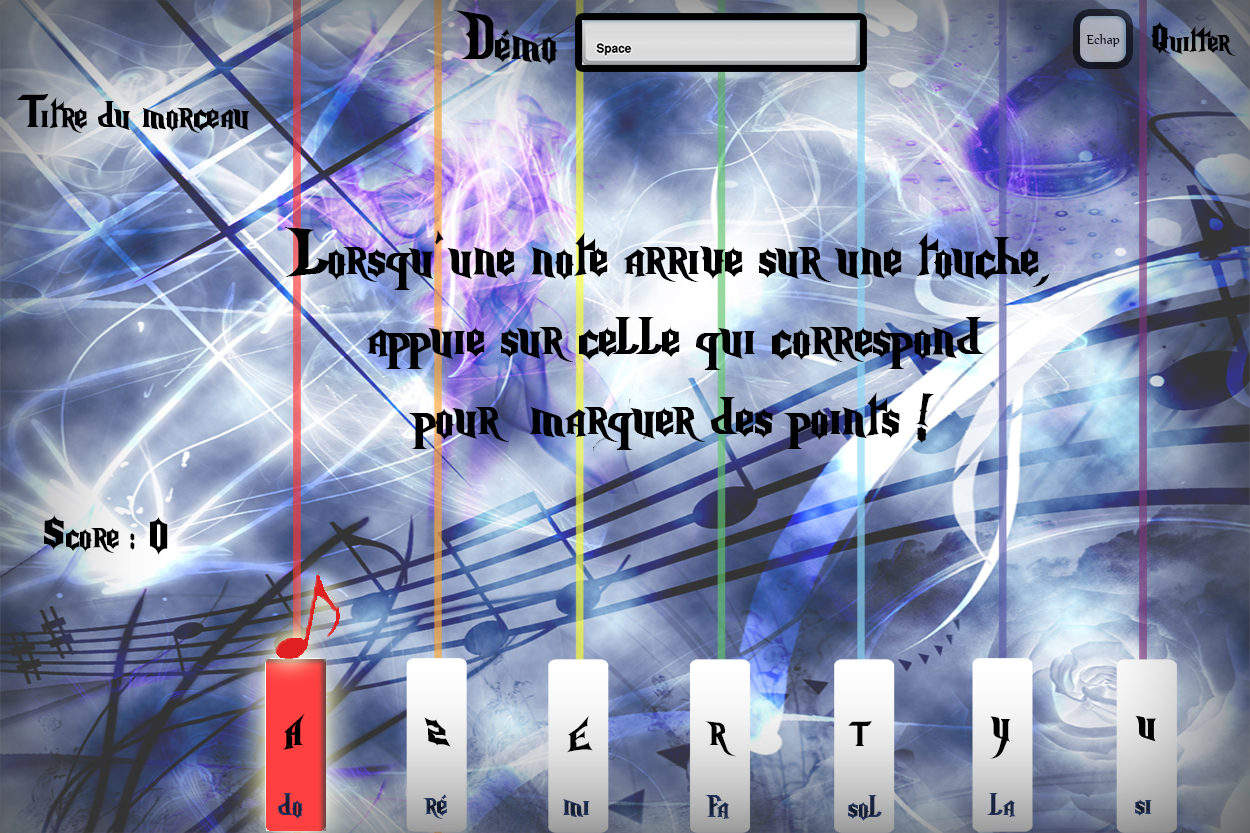 Démo
Space
Echap
Quitter
Titre du morceau
Lorsqu'une note arrive sur une touche,
appuie sur celle qui correspond
pour marquer des points !
Score : 0
A Z E R T Y U
do Ré mi Fa soL La si